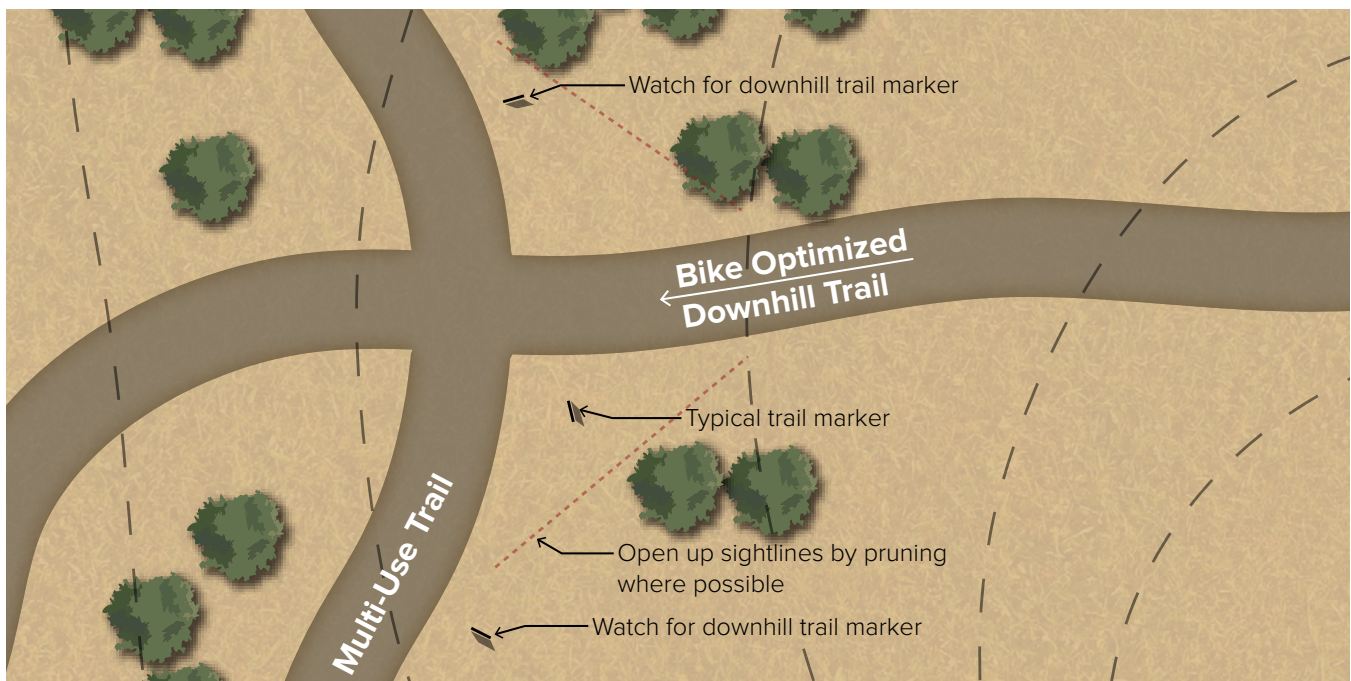 Watch for downhill trail marker
Bike Optimized
Downhill Trail
Typical trail marker
Multi-Use Trail
Open up sightlines by pruning
where possible
Watch for downhill trail marker